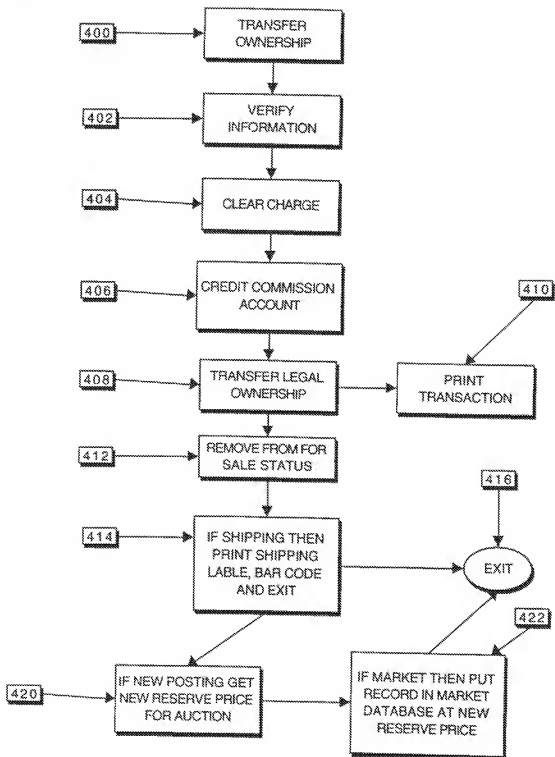 400
TRANSFER
OWNERSHIP
402
VERIFY
INFORMATION
404
CLEAR CHARGE
406
CREDIT COMMISSION
ACCOUNT
410
408
TRANSFER LEGAL
OWNERSHIP
PRINT
TRANSACTION
412
REMOVE FROM FOR
SALE STATUS
416
414
IF SHIPPING THEN
PRINT SHIPPING
LABLE, BAR CODE
AND EXIT
EXIT
422
420
IF NEW POSTING GET
NEW RESERVE PRICE
FOR AUCTION
IF MARKET THEN PUT
RECORD IN MARKET
DATABASE AT NEW
RESERVE PRICE